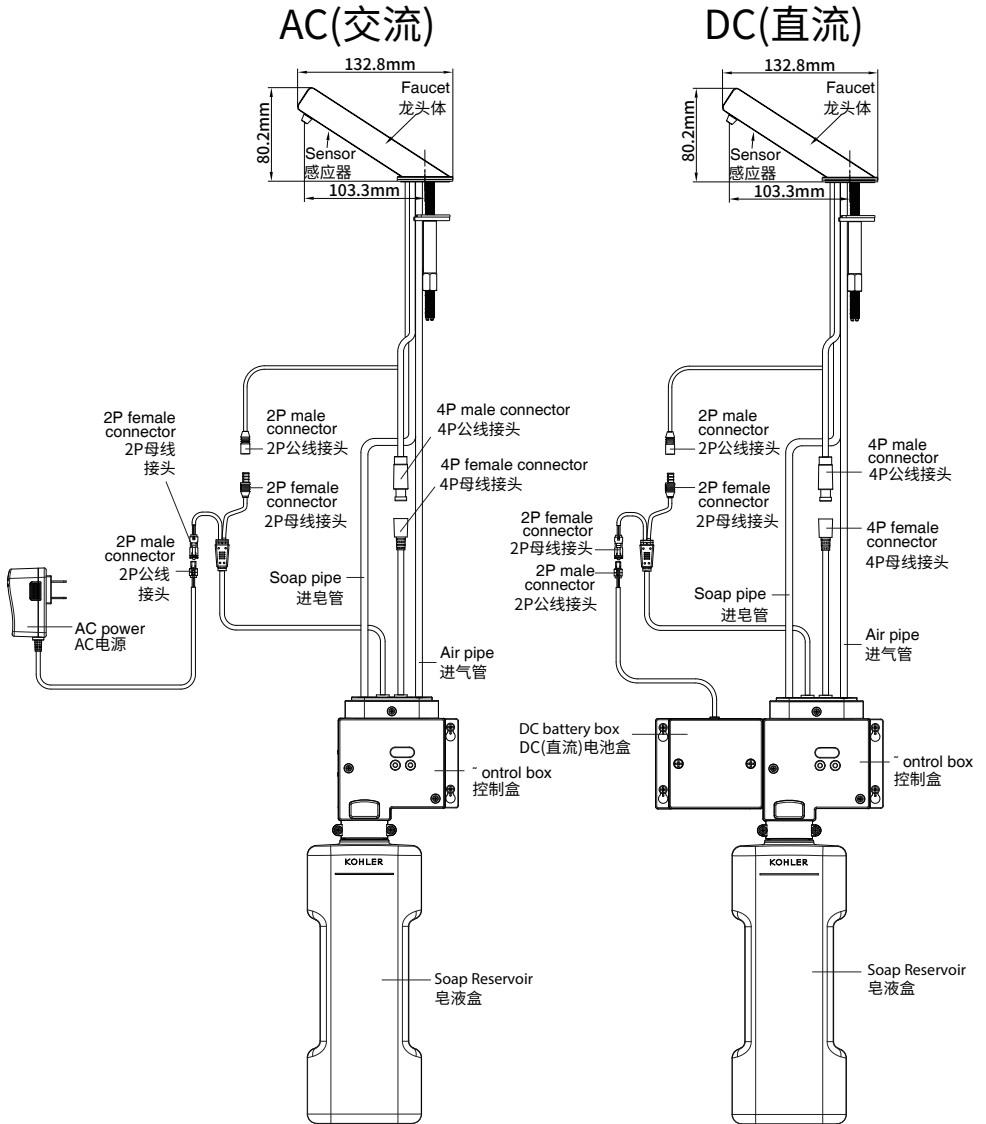 AC(交流)
132.8mm
Faucet
龙头体
80.2mm
Sensor
感应器
103.3mm
2P female
connector
2P母线
接头
2P male
connector
2P公线接头
4P male connector
4P公线接头
4P female connector
4P母线接头
2P female
connector
2P母线接头
2P male
connector
2P公线
接头
Soap pipe
进皂管
AC power
AC电源
Air pipe
进气管
ontrol box
控制盒
KOHLER
Soap Reservoir
皂液盒
DC(直流)
132.8mm
Faucet
龙头体
80.2mm
Sensor
感应器
103.3mm
2P male
connector
2P公线接头
4P male
connector
4P公线接头
2P female
connector
2P母线接头
2P female
connector
2P母线接头
4P female
connector
4P母线接头
2P male
connector
2P公线接头
Soap pipe
进皂管
Air pipe
进气管
DC battery box
DC(直流)电池盒
ontrol box
控制盒
KOHLER
Soap Reservoir
皂液盒